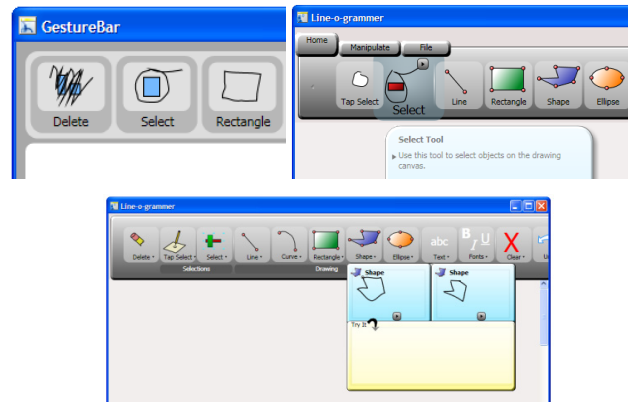 GestureBar
Delete Select Rectangle
Line-o-grammer
Home Manipulate File
Tap Select Select Line Rectangle Shape Ellipse
Select Tool
Use this tool to select objects on the drawing
canvas.
Line-o-grammer
abc B I U X
Delete Tap Select Select Line Curve Rectangle Shape Ellipse Text Fonts Clear
Selections Drawing
Shape Shape
Try It